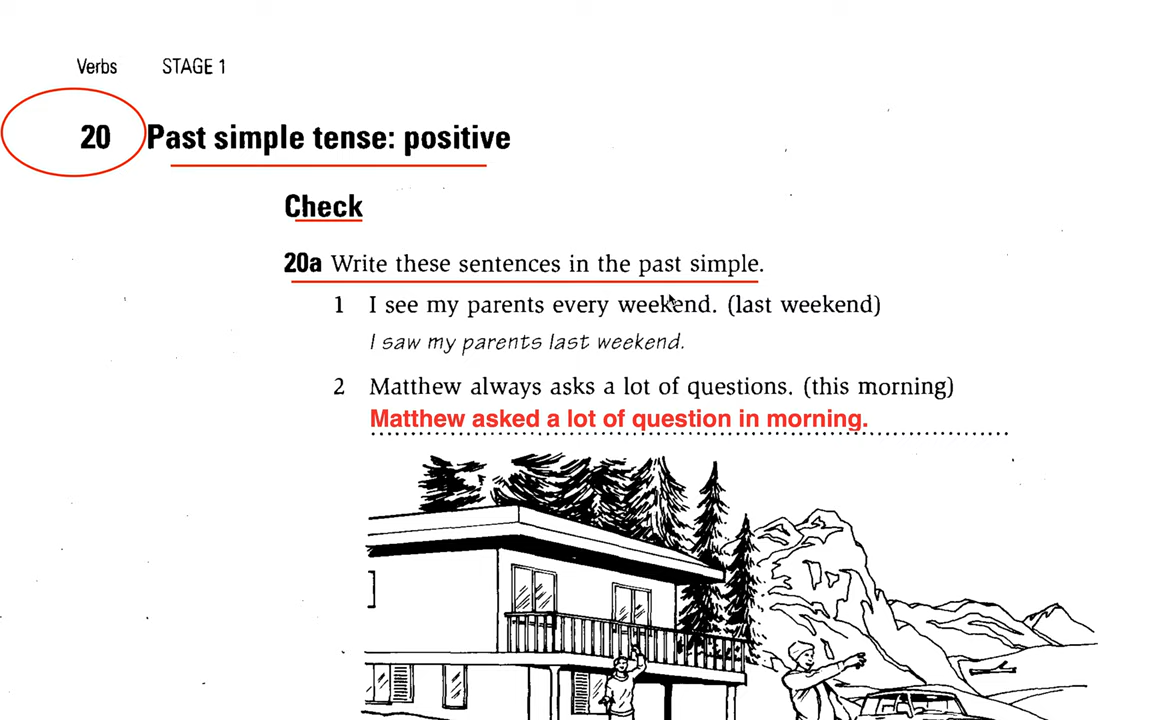 Verbs STAGE 1
20 Past simple tense: positive
Check
20a Write these sentences in the past simple.
1 I see my parents every weekend. (last weekend)
I saw my parents last weekend.
2 Matthew always asks a lot of questions. (this morning)
Matthew asked a lot of question in morning.